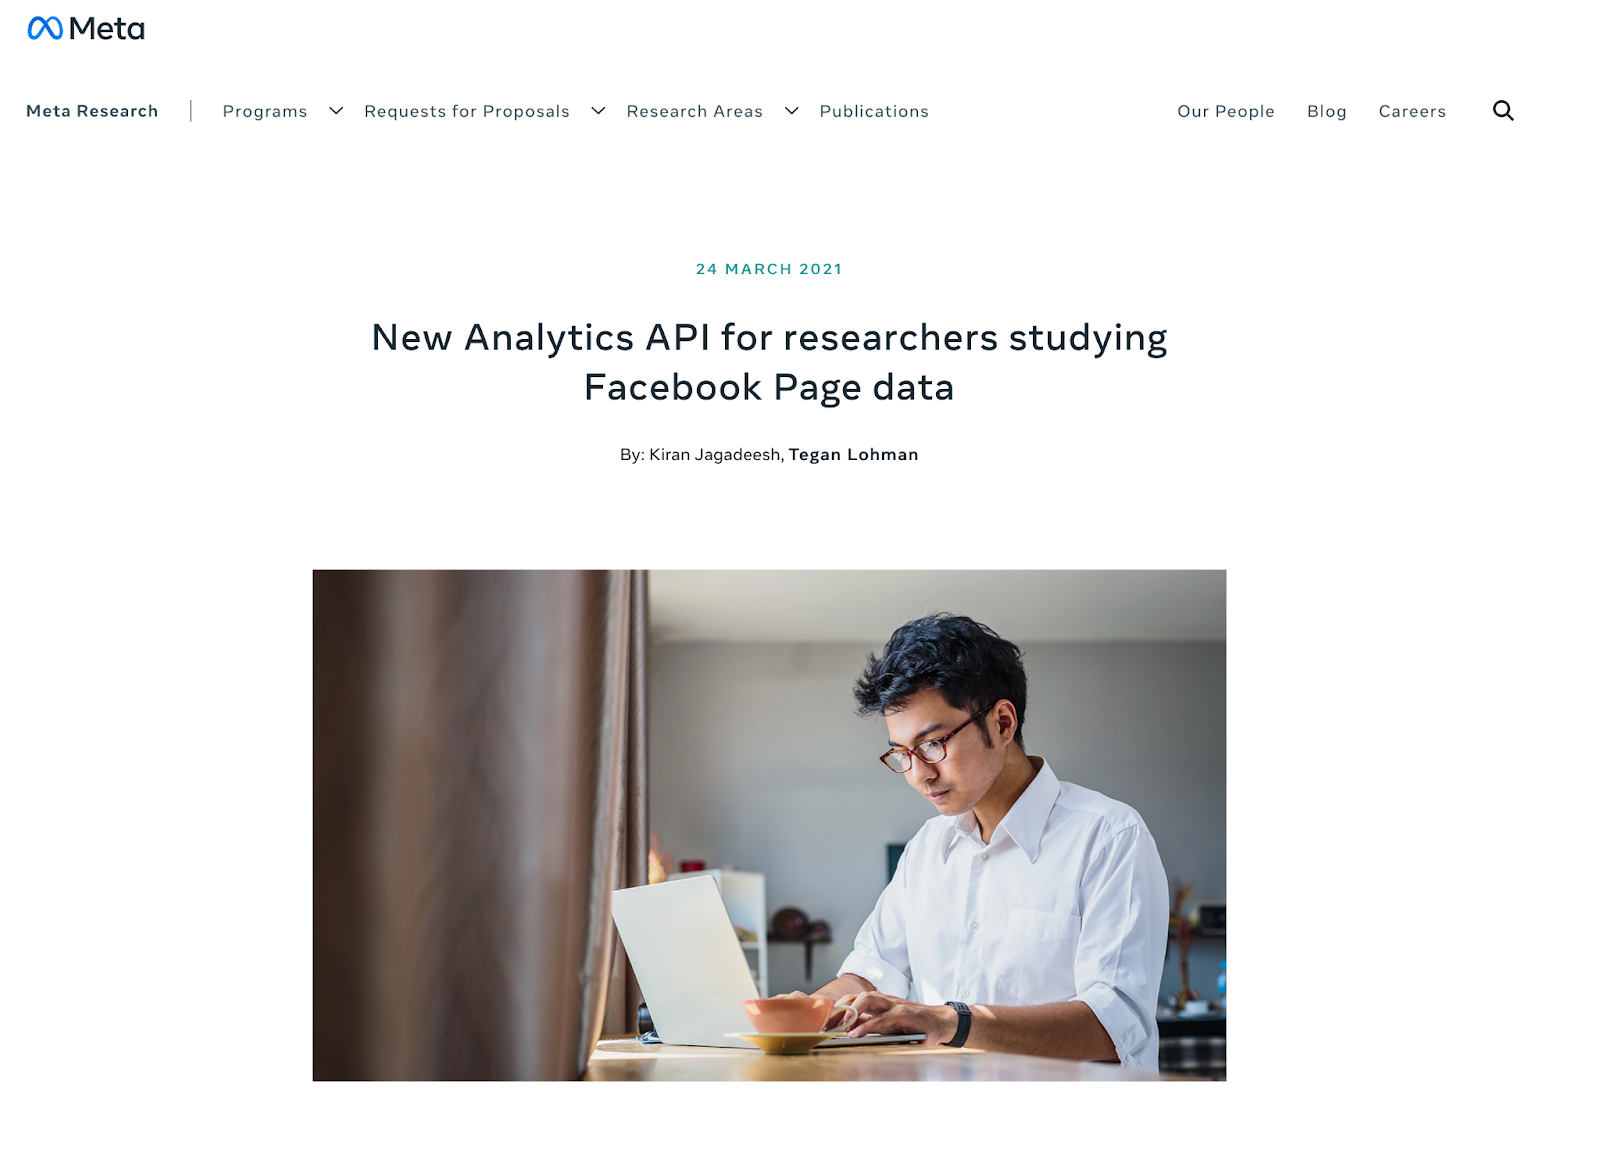 Meta
Meta Research
Programs
Requests for Proposals
Research Areas
Publications
Our People
Blog
Careers
24 MARCH 2021
New Analytics API for researchers studying
Facebook Page data
By: Kiran Jagadeesh, Tegan Lohman